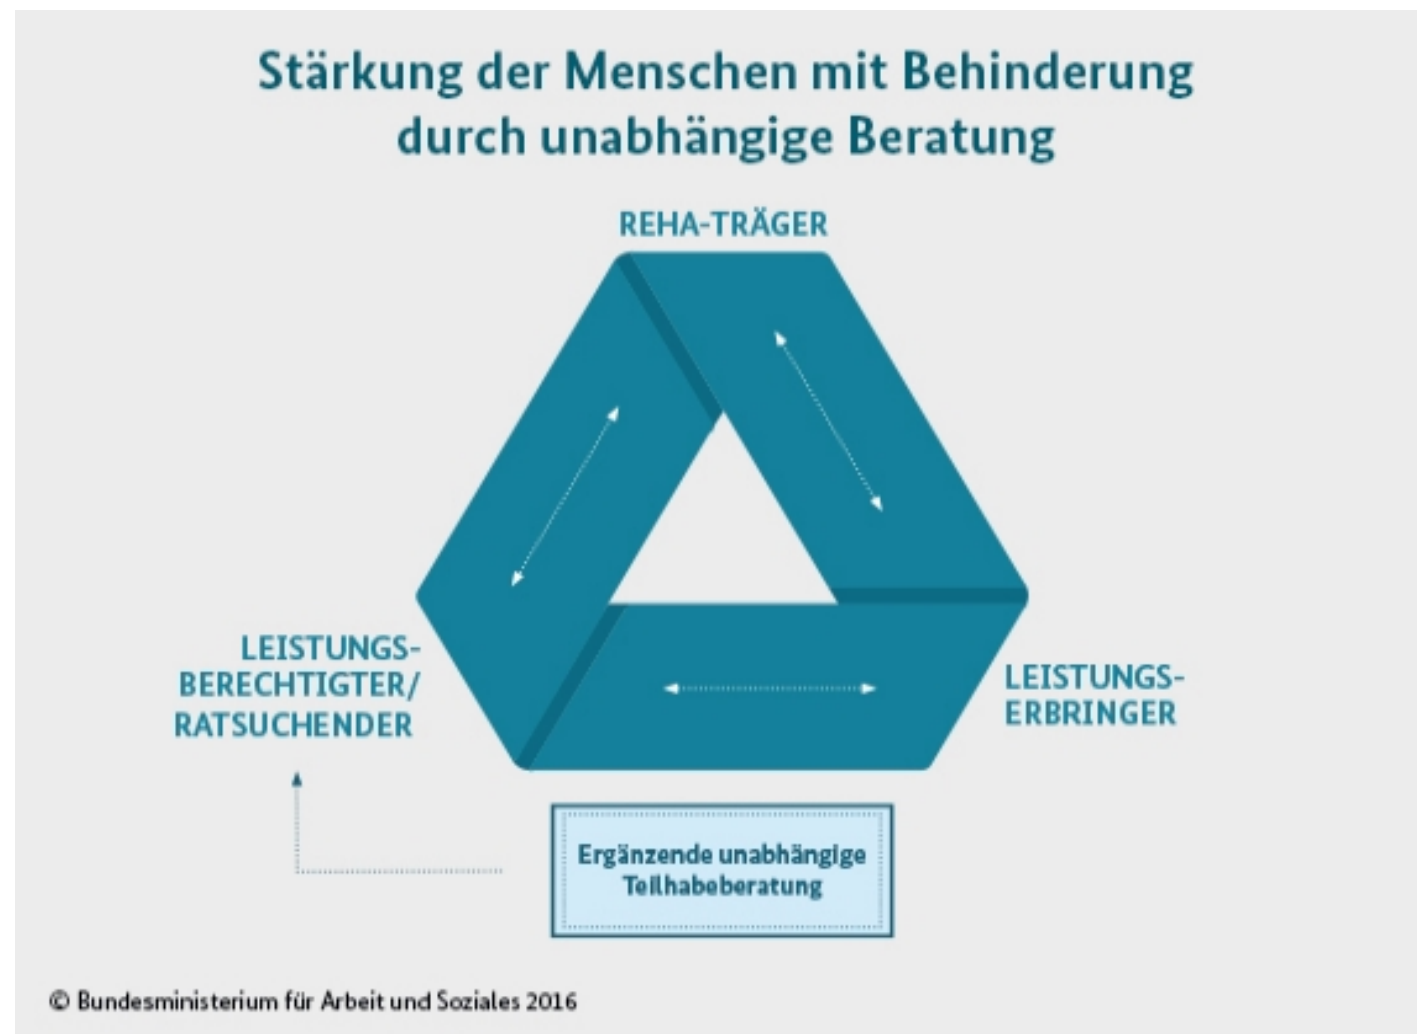 Stärkung der Menschen mit Behinderung
durch unabhängige Beratung
REHA-TRÄGER
LEISTUNGS-
BERECHTIGTER/
RATSUCHENDER
LEISTUNGS-
ERBRINGER
Ergänzende unabhängige
Teilhabeberatung
© Bundesministerium für Arbeit und Soziales 2016